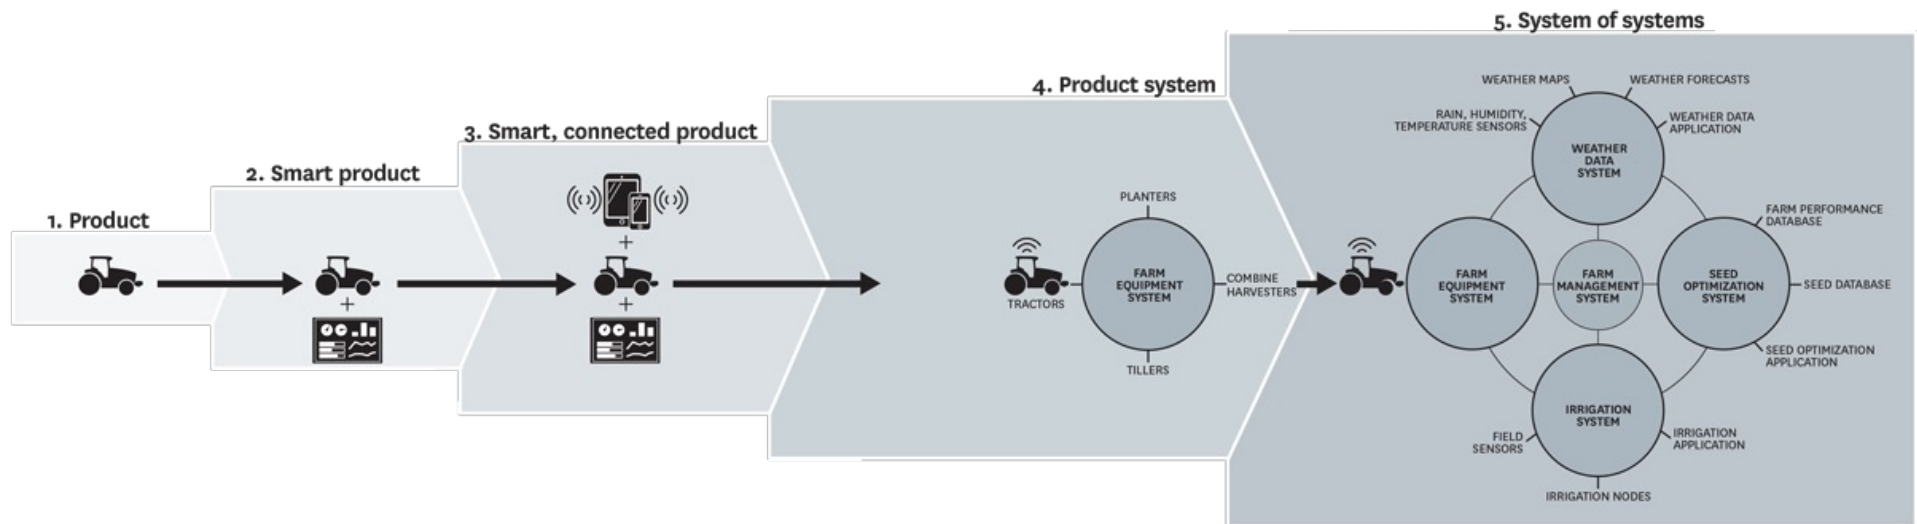 1. Product
2. Smart product
3. Smart, connected product
4. Product system
PLANTERS
TRACTORS
FARM
EQUIPMENT
SYSTEM
COMBINE
HARVESTERS
TILLERS
5. System of systems
WEATHER MAPS
WEATHER FORECASTS
RAIN, HUMIDITY,
TEMPERATURE SENSORS
WEATHER DATA
APPLICATION
WEATHER
DATA
SYSTEM
FARM
EQUIPMENT
SYSTEM
FARM
MANAGEMENT
SYSTEM
SEED
OPTIMIZATION
SYSTEM
FARM PERFORMANCE
DATABASE
SEED DATABASE
SEED OPTIMIZATION
APPLICATION
IRRIGATION
SYSTEM
FIELD
SENSORS
IRRIGATION
APPLICATION
IRRIGATION NODES